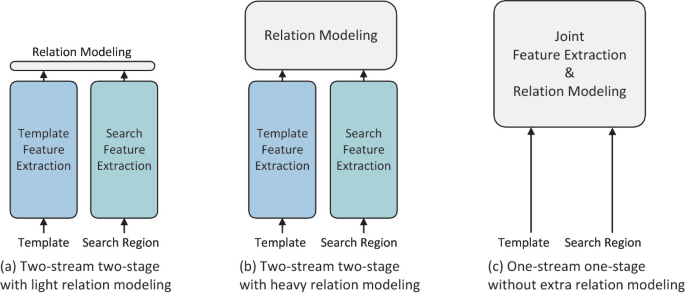 Relation Modeling
Template
Feature
Extraction
Search
Feature
Extraction
Template
Search Region
(a) Two-stream two-stage
with light relation modeling
Relation Modeling
Template
Feature
Extraction
Search
Feature
Extraction
Template
Search Region
(b) Two-stream two-stage
with heavy relation modeling
Joint
Feature Extraction
&
Relation Modeling
Template
Search Region
(c) One-stream one-stage
without extra relation modeling